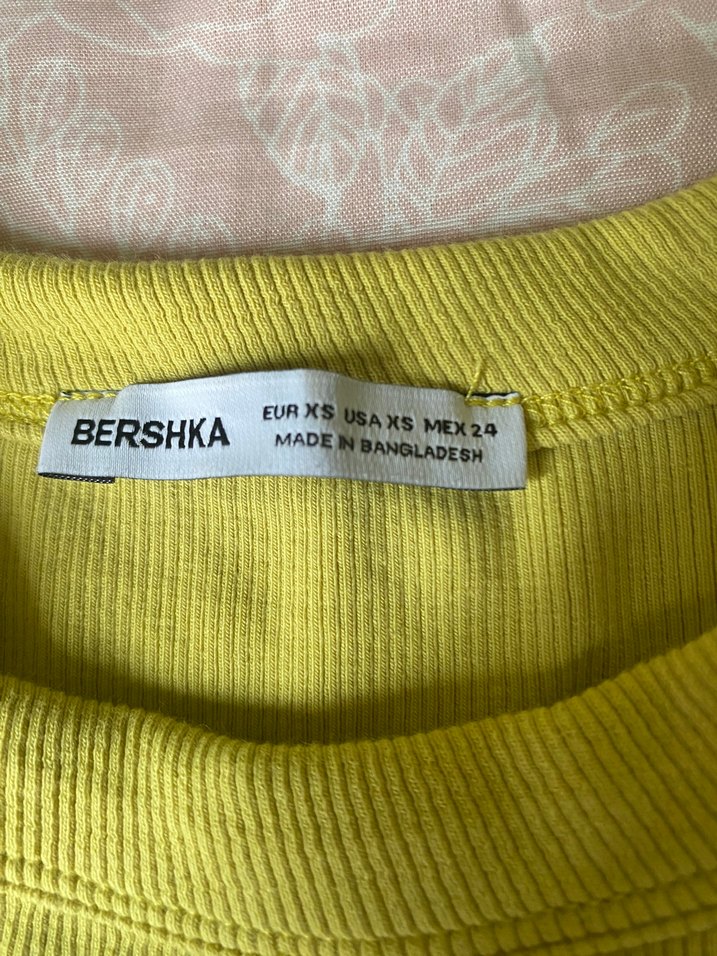 BERSHKA
EUR XS USA XS MEX 24
MADE IN BANGLADESH